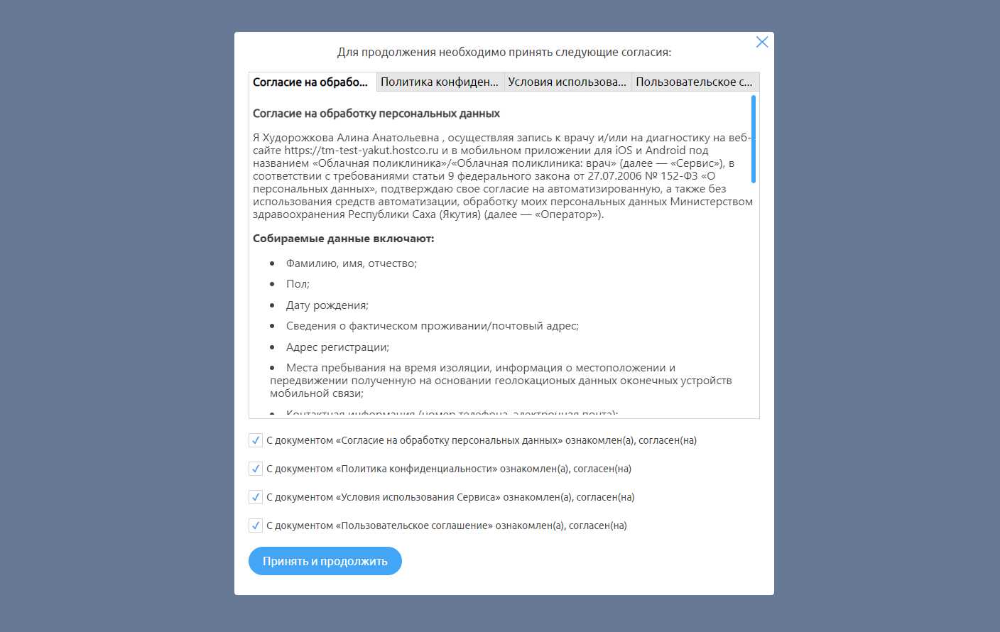 Для продолжения необходимо принять следующие согласия:
Согласие на обрабо... Политика конфиден... Условия использова... Пользовательское с...
Согласие на обработку персональных данных
Я Худорожкова Алина Анатольевна , осуществляя запись к врачу и/или на диагностику на веб-
сайте https://tm-test-yakut.hostco.ru и в мобильном приложении для iOS и Android под
названием «Облачная поликлиника»/«Облачная поликлиника: врач» (далее — «Сервис»), в
соответствии с требованиями статьи 9 федерального закона от 27.07.2006 № 152-ФЗ «О
персональных данных», подтверждаю свое согласие на автоматизированную, а также без
использования средств автоматизации, обработку моих персональных данных Министерством
здравоохранения Республики Саха (Якутия) (далее — «Оператор»).
Собираемые данные включают:
• Фамилию, имя, отчество;
• Пол;
• Дату рождения;
• Сведения о фактическом проживании/почтовый адрес;
• Адрес регистрации;
• Места пребывания на время изоляции, информация о местоположении и
передвижении полученную на основании геолокационых данных оконечных устройств
мобильной связи;
• Контактная информация (номер телефона, электронная почта);
С документом «Согласие на обработку персональных данных» ознакомлен(а), согласен(на)
С документом «Политика конфиденциальности» ознакомлен(а), согласен(на)
С документом «Условия использования Сервиса» ознакомлен(а), согласен(на)
С документом «Пользовательское соглашение» ознакомлен(а), согласен(на)
Принять и продолжить